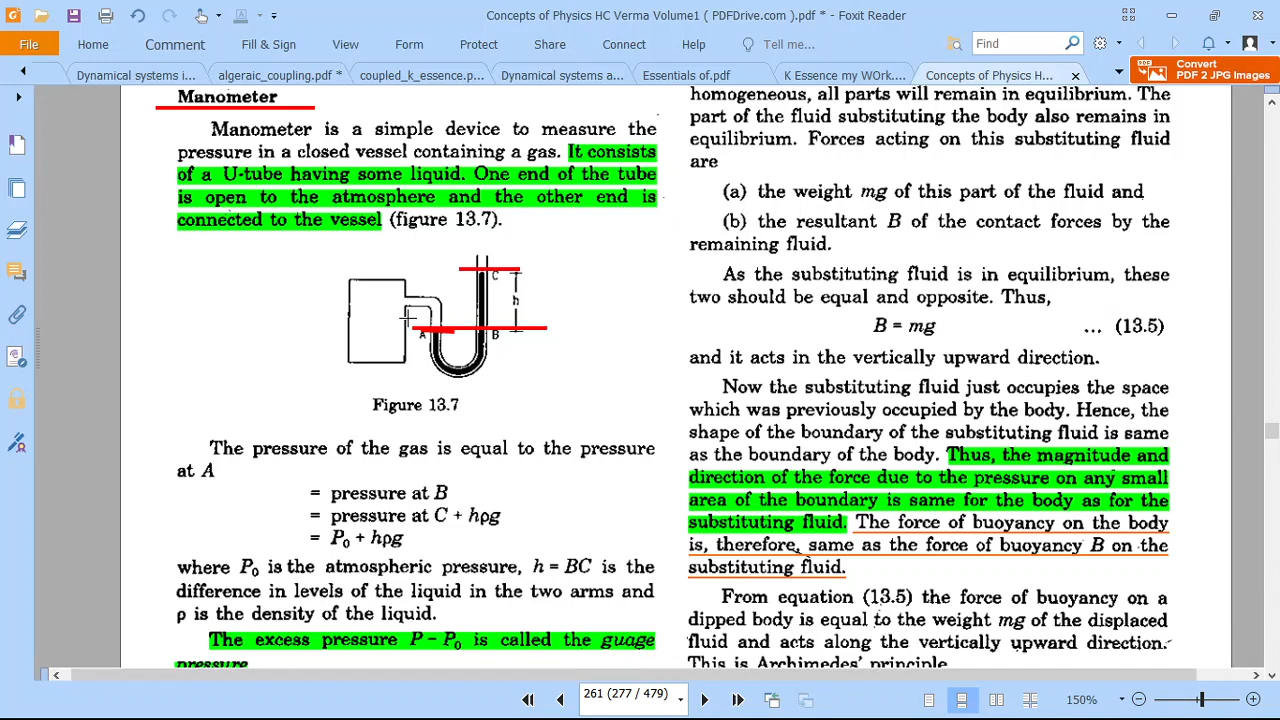 Concepts of Physics HC Verma Volume1 ( PDFDrive.com ).pdf * - Foxit Reader
File Home Comment Fill & Sign View Form Protect Share Connect Help Tell me... Find
Dynamical systems i... algeraic_coupling.pdf * coupled_k_essence.p... Dynamical systems a... Essentials of.pdf K Essence my WOrk.... Concepts of Physics H...
Convert
PDF 2 JPG Images
Manometer
Manometer is a simple device to measure the
pressure in a closed vessel containing a gas. It consists
of a U-tube having some liquid. One end of the tube
is open to the atmosphere and the other end is
connected to the vessel (figure 13.7).
C
h
A
B
Figure 13.7
The pressure of the gas is equal to the pressure
at A
= pressure at B
= pressure at C + hρg
= P₀ + hρg
where P₀ is the atmospheric pressure, h = BC is the
difference in levels of the liquid in the two arms and
ρ is the density of the liquid.
The excess pressure P – P₀ is called the guage
pressure
homogeneous, all parts will remain in equilibrium. The
part of the fluid substituting the body also remains in
equilibrium. Forces acting on this substituting fluid
are
(a) the weight mg of this part of the fluid and
(b) the resultant B of the contact forces by the
remaining fluid.
As the substituting fluid is in equilibrium, these
two should be equal and opposite. Thus,
B = mg ... (13.5)
and it acts in the vertically upward direction.
Now the substituting fluid just occupies the space
which was previously occupied by the body. Hence, the
shape of the boundary of the substituting fluid is same
as the boundary of the body. Thus, the magnitude and
direction of the force due to the pressure on any small
area of the boundary is same for the body as for the
substituting fluid. The force of buoyancy on the body
is, therefore, same as the force of buoyancy B on the
substituting fluid.
From equation (13.5) the force of buoyancy on a
dipped body is equal to the weight mg of the displaced
fluid and acts along the vertically upward direction.
This is Archimedes' principle
261 (277 / 479)
150%